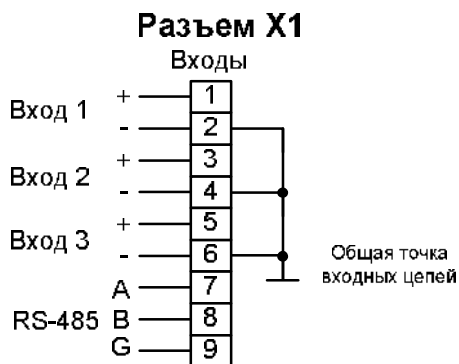 Разъем X1
Входы
Вход 1
+ 1
- 2
Вход 2
+ 3
- 4
Вход 3
+ 5
- 6
Общая точка
входных цепей
RS-485
A 7
B 8
G 9